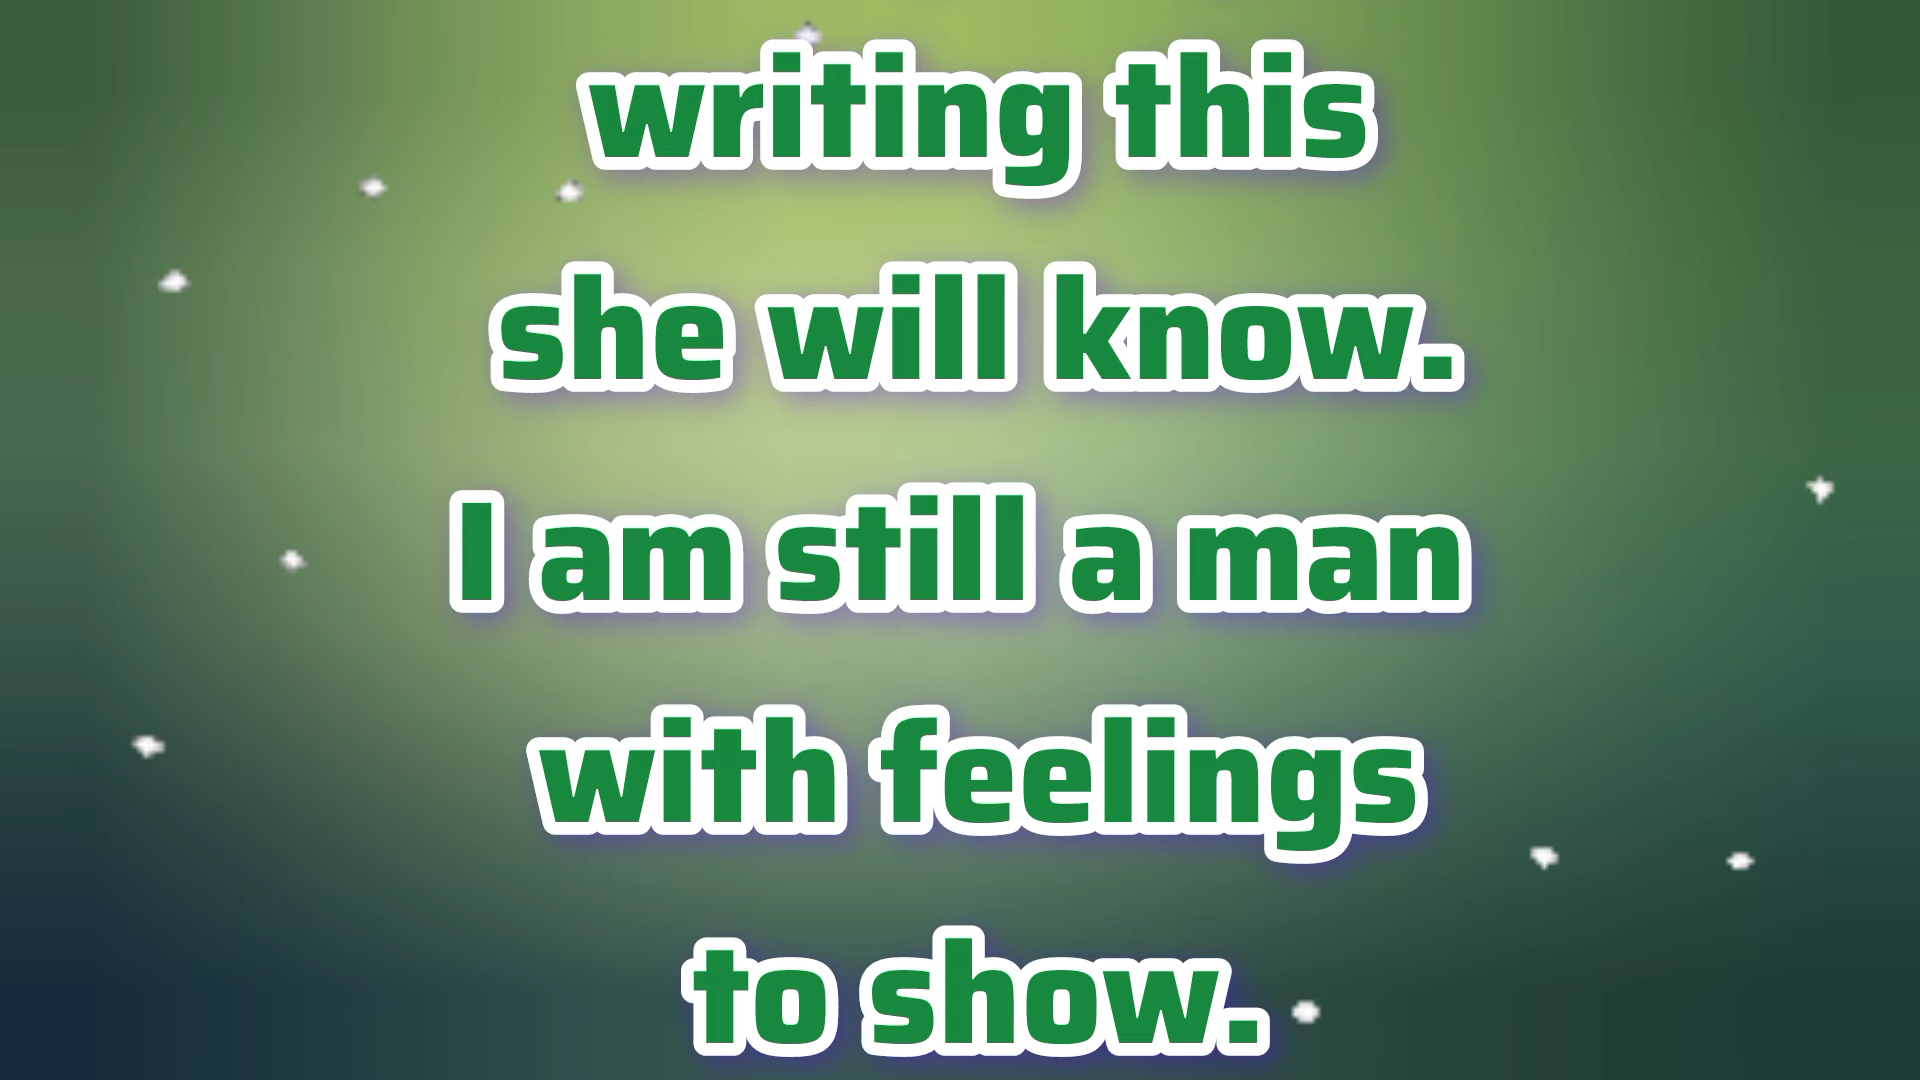 writing this
she will know.
I am still a man
with feelings
to show.